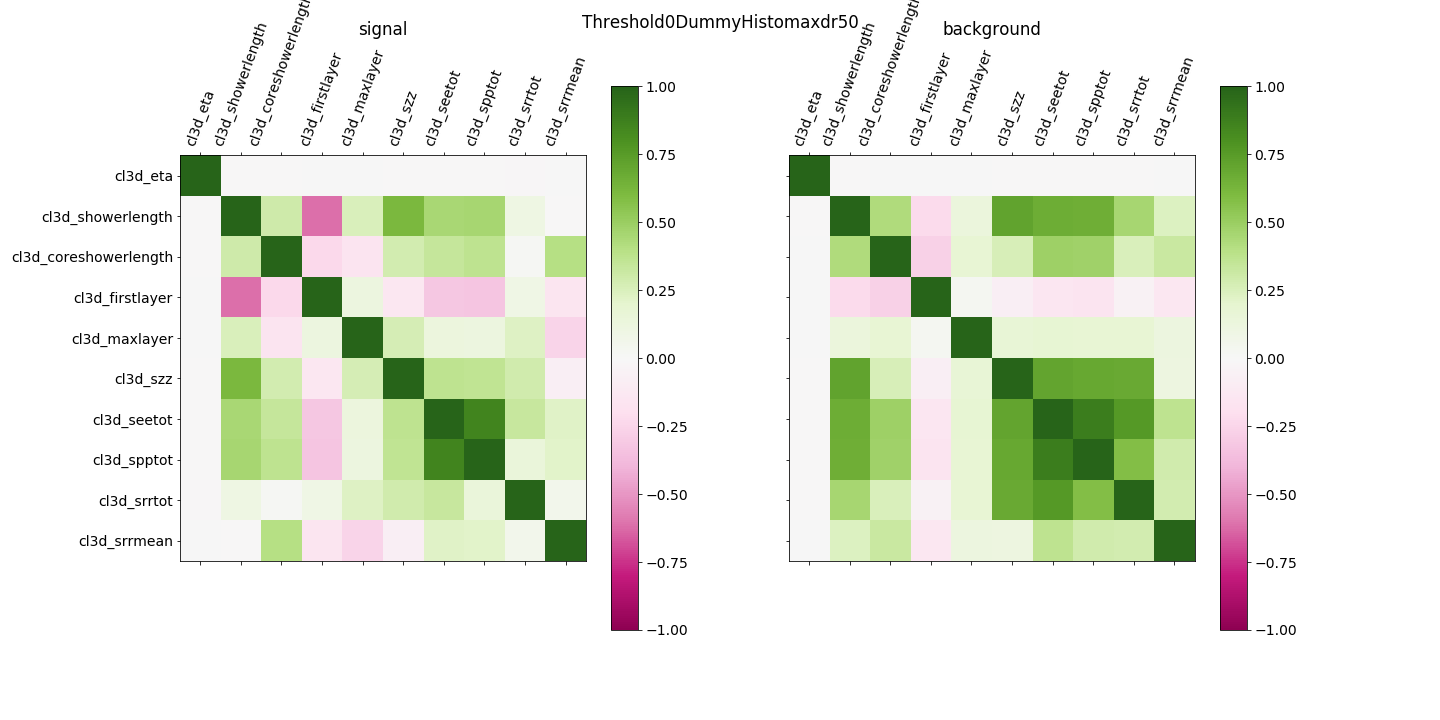 Threshold0DummyHistomaxdr50
signal
background
cl3d_eta
cl3d_showerlength
cl3d_coreshowerlength
cl3d_firstlayer
cl3d_maxlayer
cl3d_szz
cl3d_seetot
cl3d_spptot
cl3d_srrtot
cl3d_srrmean
cl3d_eta
cl3d_showerlength
cl3d_coreshowerlength
cl3d_firstlayer
cl3d_maxlayer
cl3d_szz
cl3d_seetot
cl3d_spptot
cl3d_srrtot
cl3d_srrmean
1.00
0.75
0.50
0.25
0.00
−0.25
−0.50
−0.75
−1.00
cl3d_eta
cl3d_showerlength
cl3d_coreshowerlength
cl3d_firstlayer
cl3d_maxlayer
cl3d_szz
cl3d_seetot
cl3d_spptot
cl3d_srrtot
cl3d_srrmean
1.00
0.75
0.50
0.25
0.00
−0.25
−0.50
−0.75
−1.00